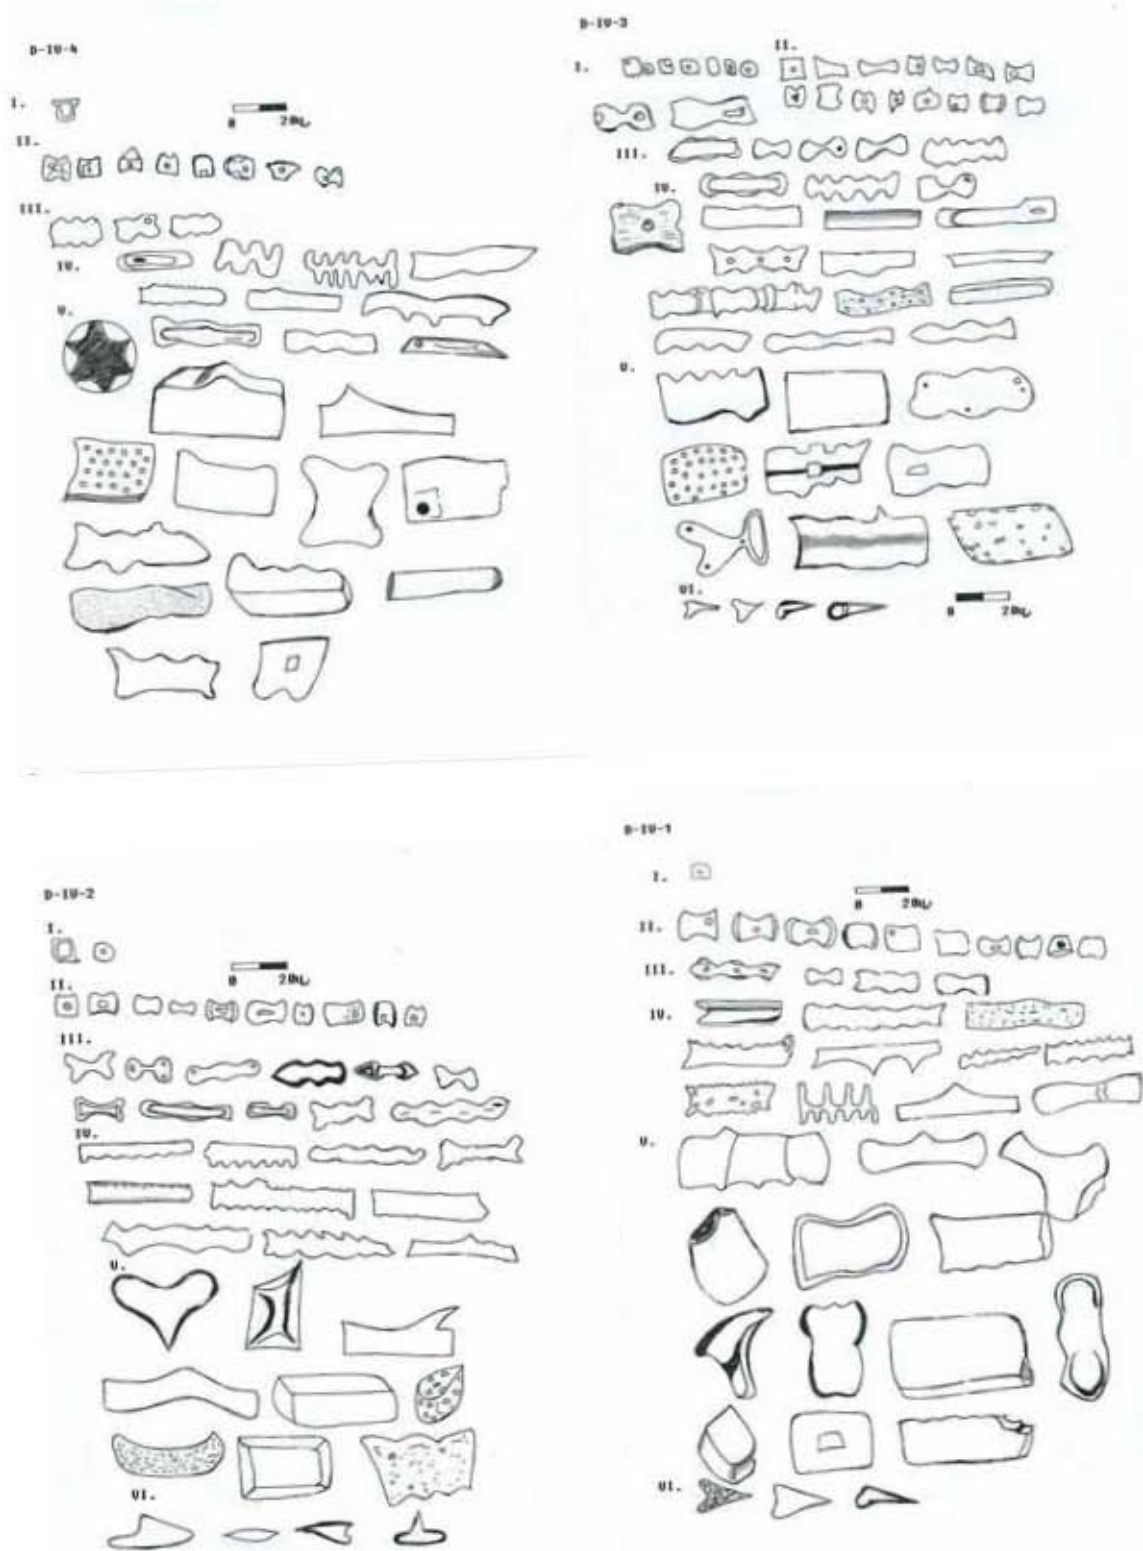 D-IV-4
I.
0 20μ
II.
III.
IV.
V.
D-IV-3
I.
II.
III.
IV.
V.
VI.
0 20μ
D-IV-2
I.
0 20μ
II.
III.
IV.
V.
VI.
D-IV-1
I.
0 20μ
II.
III.
IV.
V.
VI.